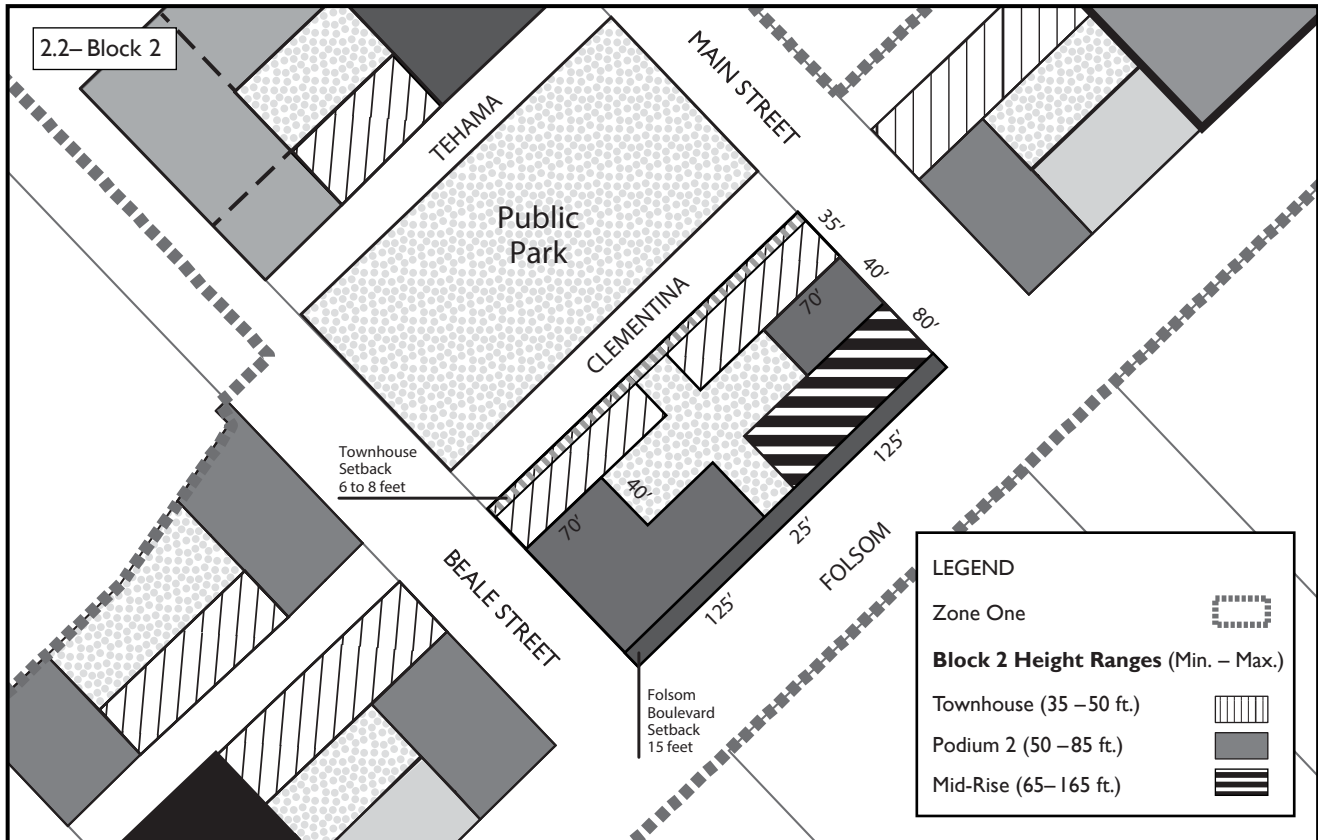 2.2– Block 2
MAIN STREET
TEHAMA
Public
Park
CLEMENTINA
35′
40′
70′
80′
125′
25′
125′
40′
70′
Townhouse
Setback
6 to 8 feet
BEALE STREET
FOLSOM
Folsom
Boulevard
Setback
15 feet
LEGEND
Zone One
Block 2 Height Ranges (Min. – Max.)
Townhouse (35 –50 ft.)
Podium 2 (50 –85 ft.)
Mid-Rise (65– 165 ft.)